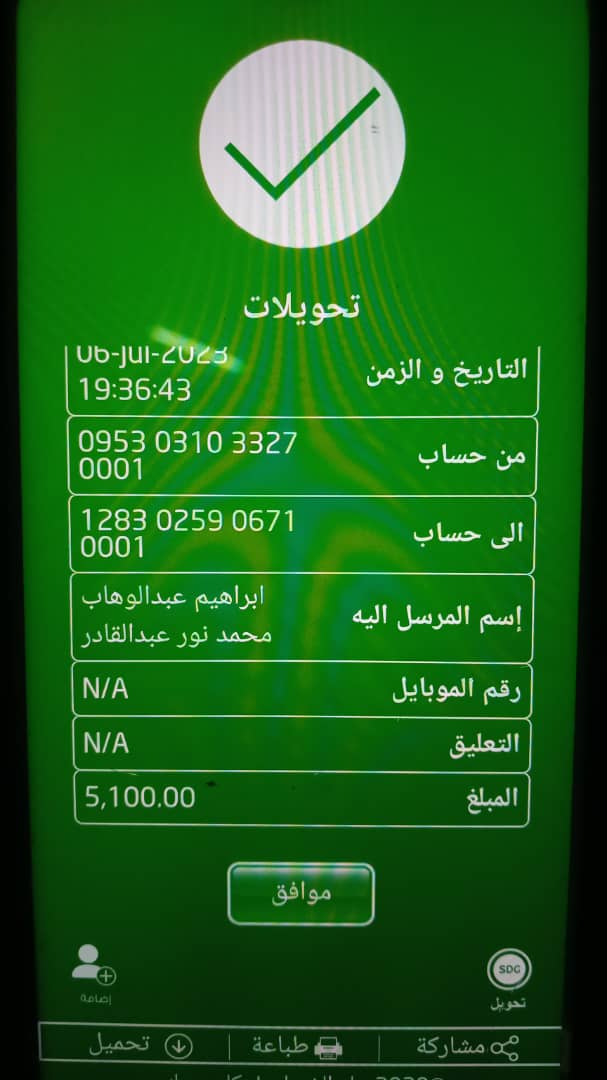 تحويلات
التاريخ و الزمن 06-Jul-2023
19:36:43
من حساب 0953 0310 3327
0001
الى حساب 1283 0259 0671
0001
إسم المرسل اليه ابراهيم عبدالوهاب
محمد نور عبدالقادر
رقم الموبايل N/A
التعليق N/A
المبلغ 5,100.00
موافق
SDG
إضافة تحويل
مشاركة طباعة تحميل